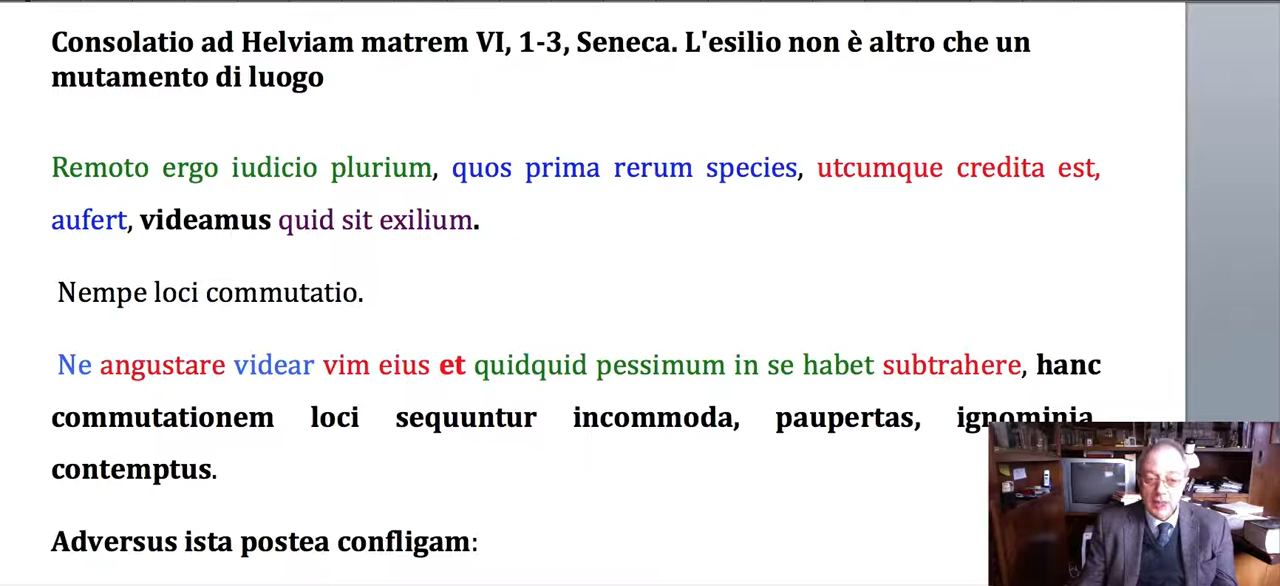 Consolatio ad Helviam matrem VI, 1-3, Seneca. L'esilio non è altro che un
mutamento di luogo
Remoto ergo iudicio plurium, quos prima rerum species, utcumque credita est,
aufert, videamus quid sit exilium.
Nempe loci commutatio.
Ne angustare videar vim eius et quidquid pessimum in se habet subtrahere, hanc
commutationem loci sequuntur incommoda, paupertas, ignominia
contemptus.
Adversus ista postea confligam: